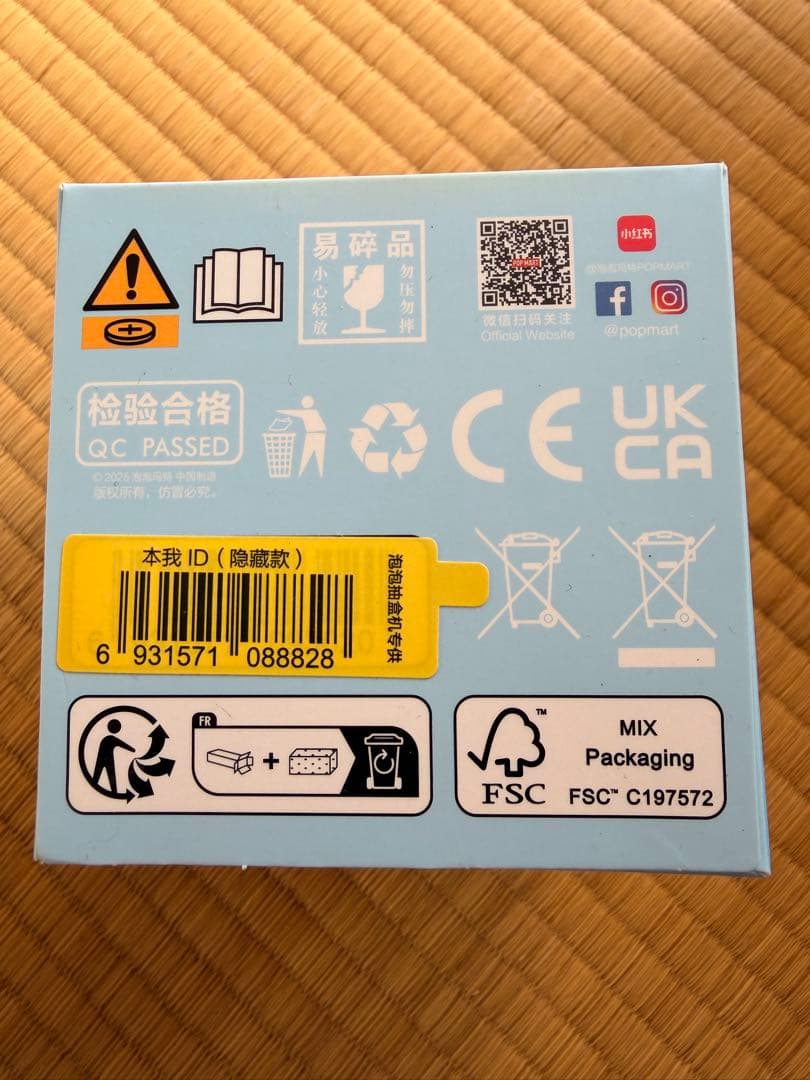 易碎品
小心轻放
勿压勿摔
POP MART
微信扫码关注
Official Website
小红书
@泡泡玛特POPMART
@popmart
检验合格
QC PASSED
© 2025 泡泡玛特 中国制造
版权所有，仿冒必究。
本我 ID（隐藏款）
泡泡抽盒机专供
6 931571 088828
FR
FSC™
MIX
Packaging
FSC™ C197572
CE
UK
CA